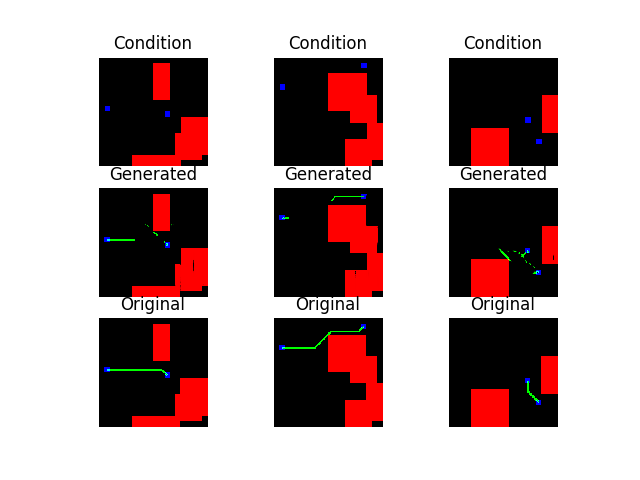 Condition Condition Condition
Generated Generated Generated
Original Original Original